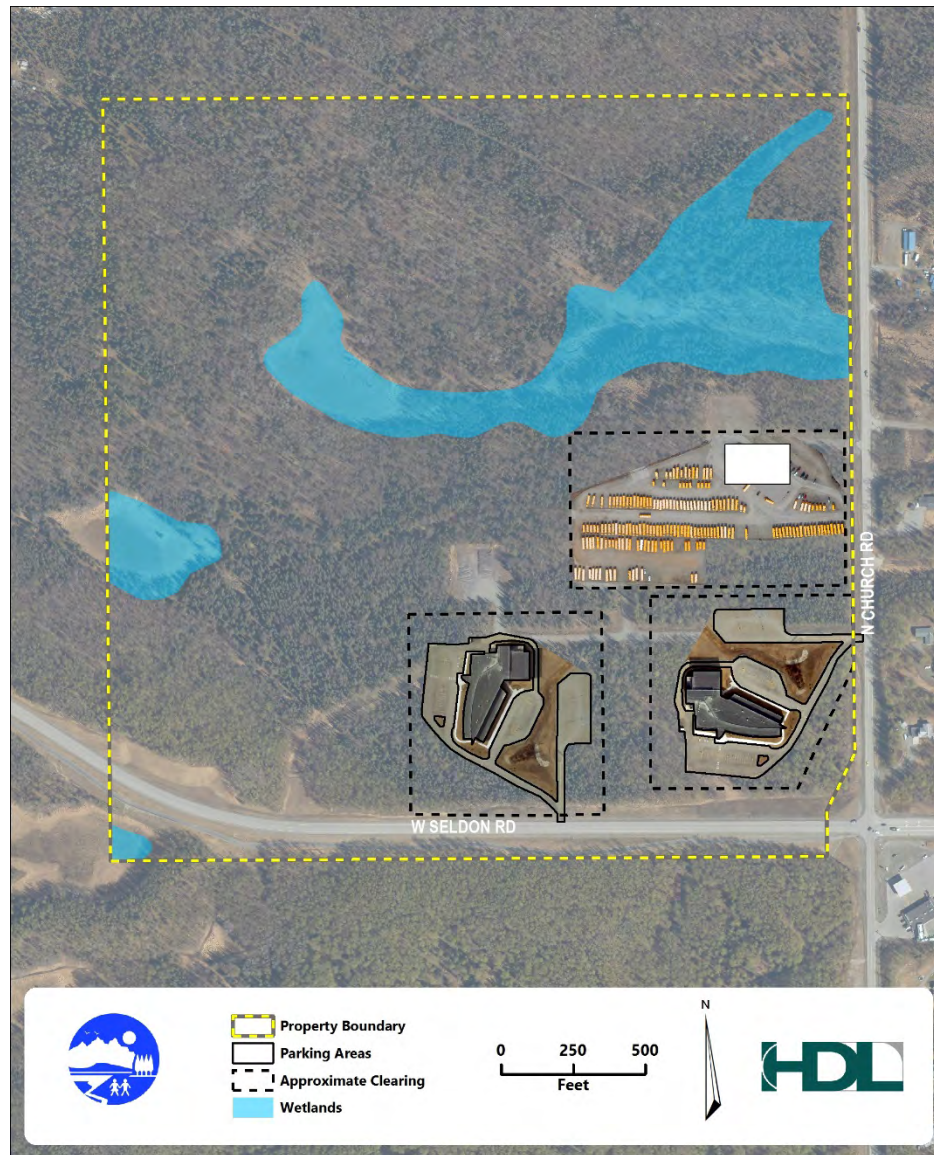 N CHURCH RD
W SELDON RD
N
Property Boundary
Parking Areas
Approximate Clearing
Wetlands
0 250 500
Feet
HDL